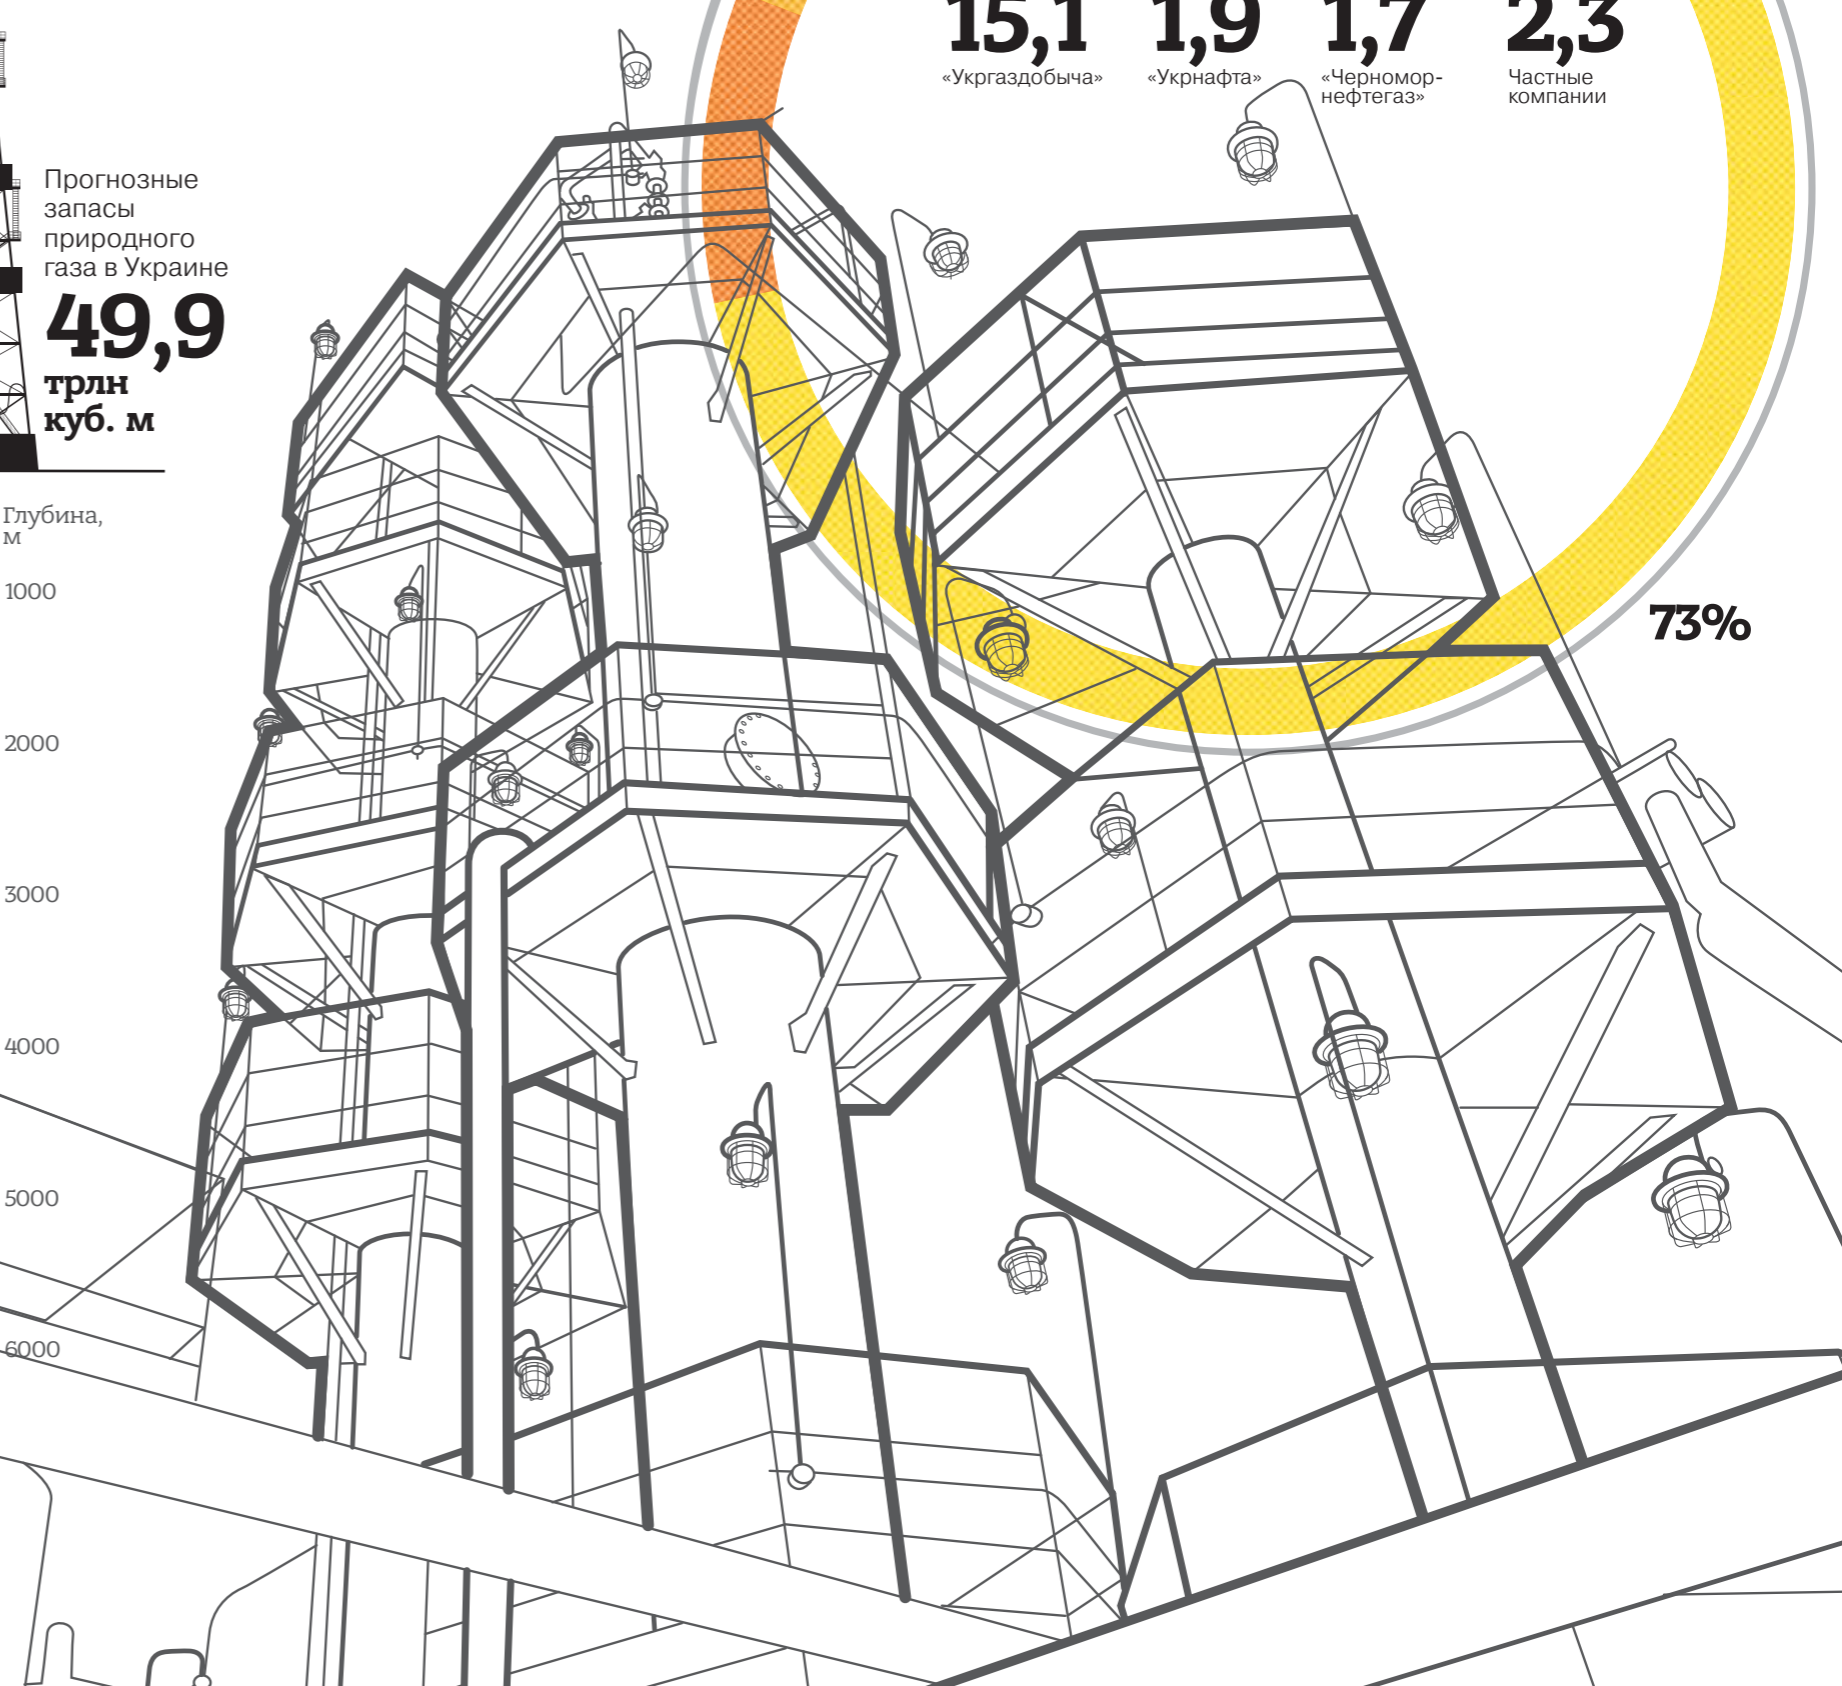 15,1 1,9 1,7 2,3
«Укргаздобыча» «Укрнафта» «Черномор- Частные
нефтегаз» компании
Прогнозные
запасы
природного
газа в Украине
49,9
трлн
куб. м
Глубина,
м
1000
73%
2000
3000
4000
5000
6000